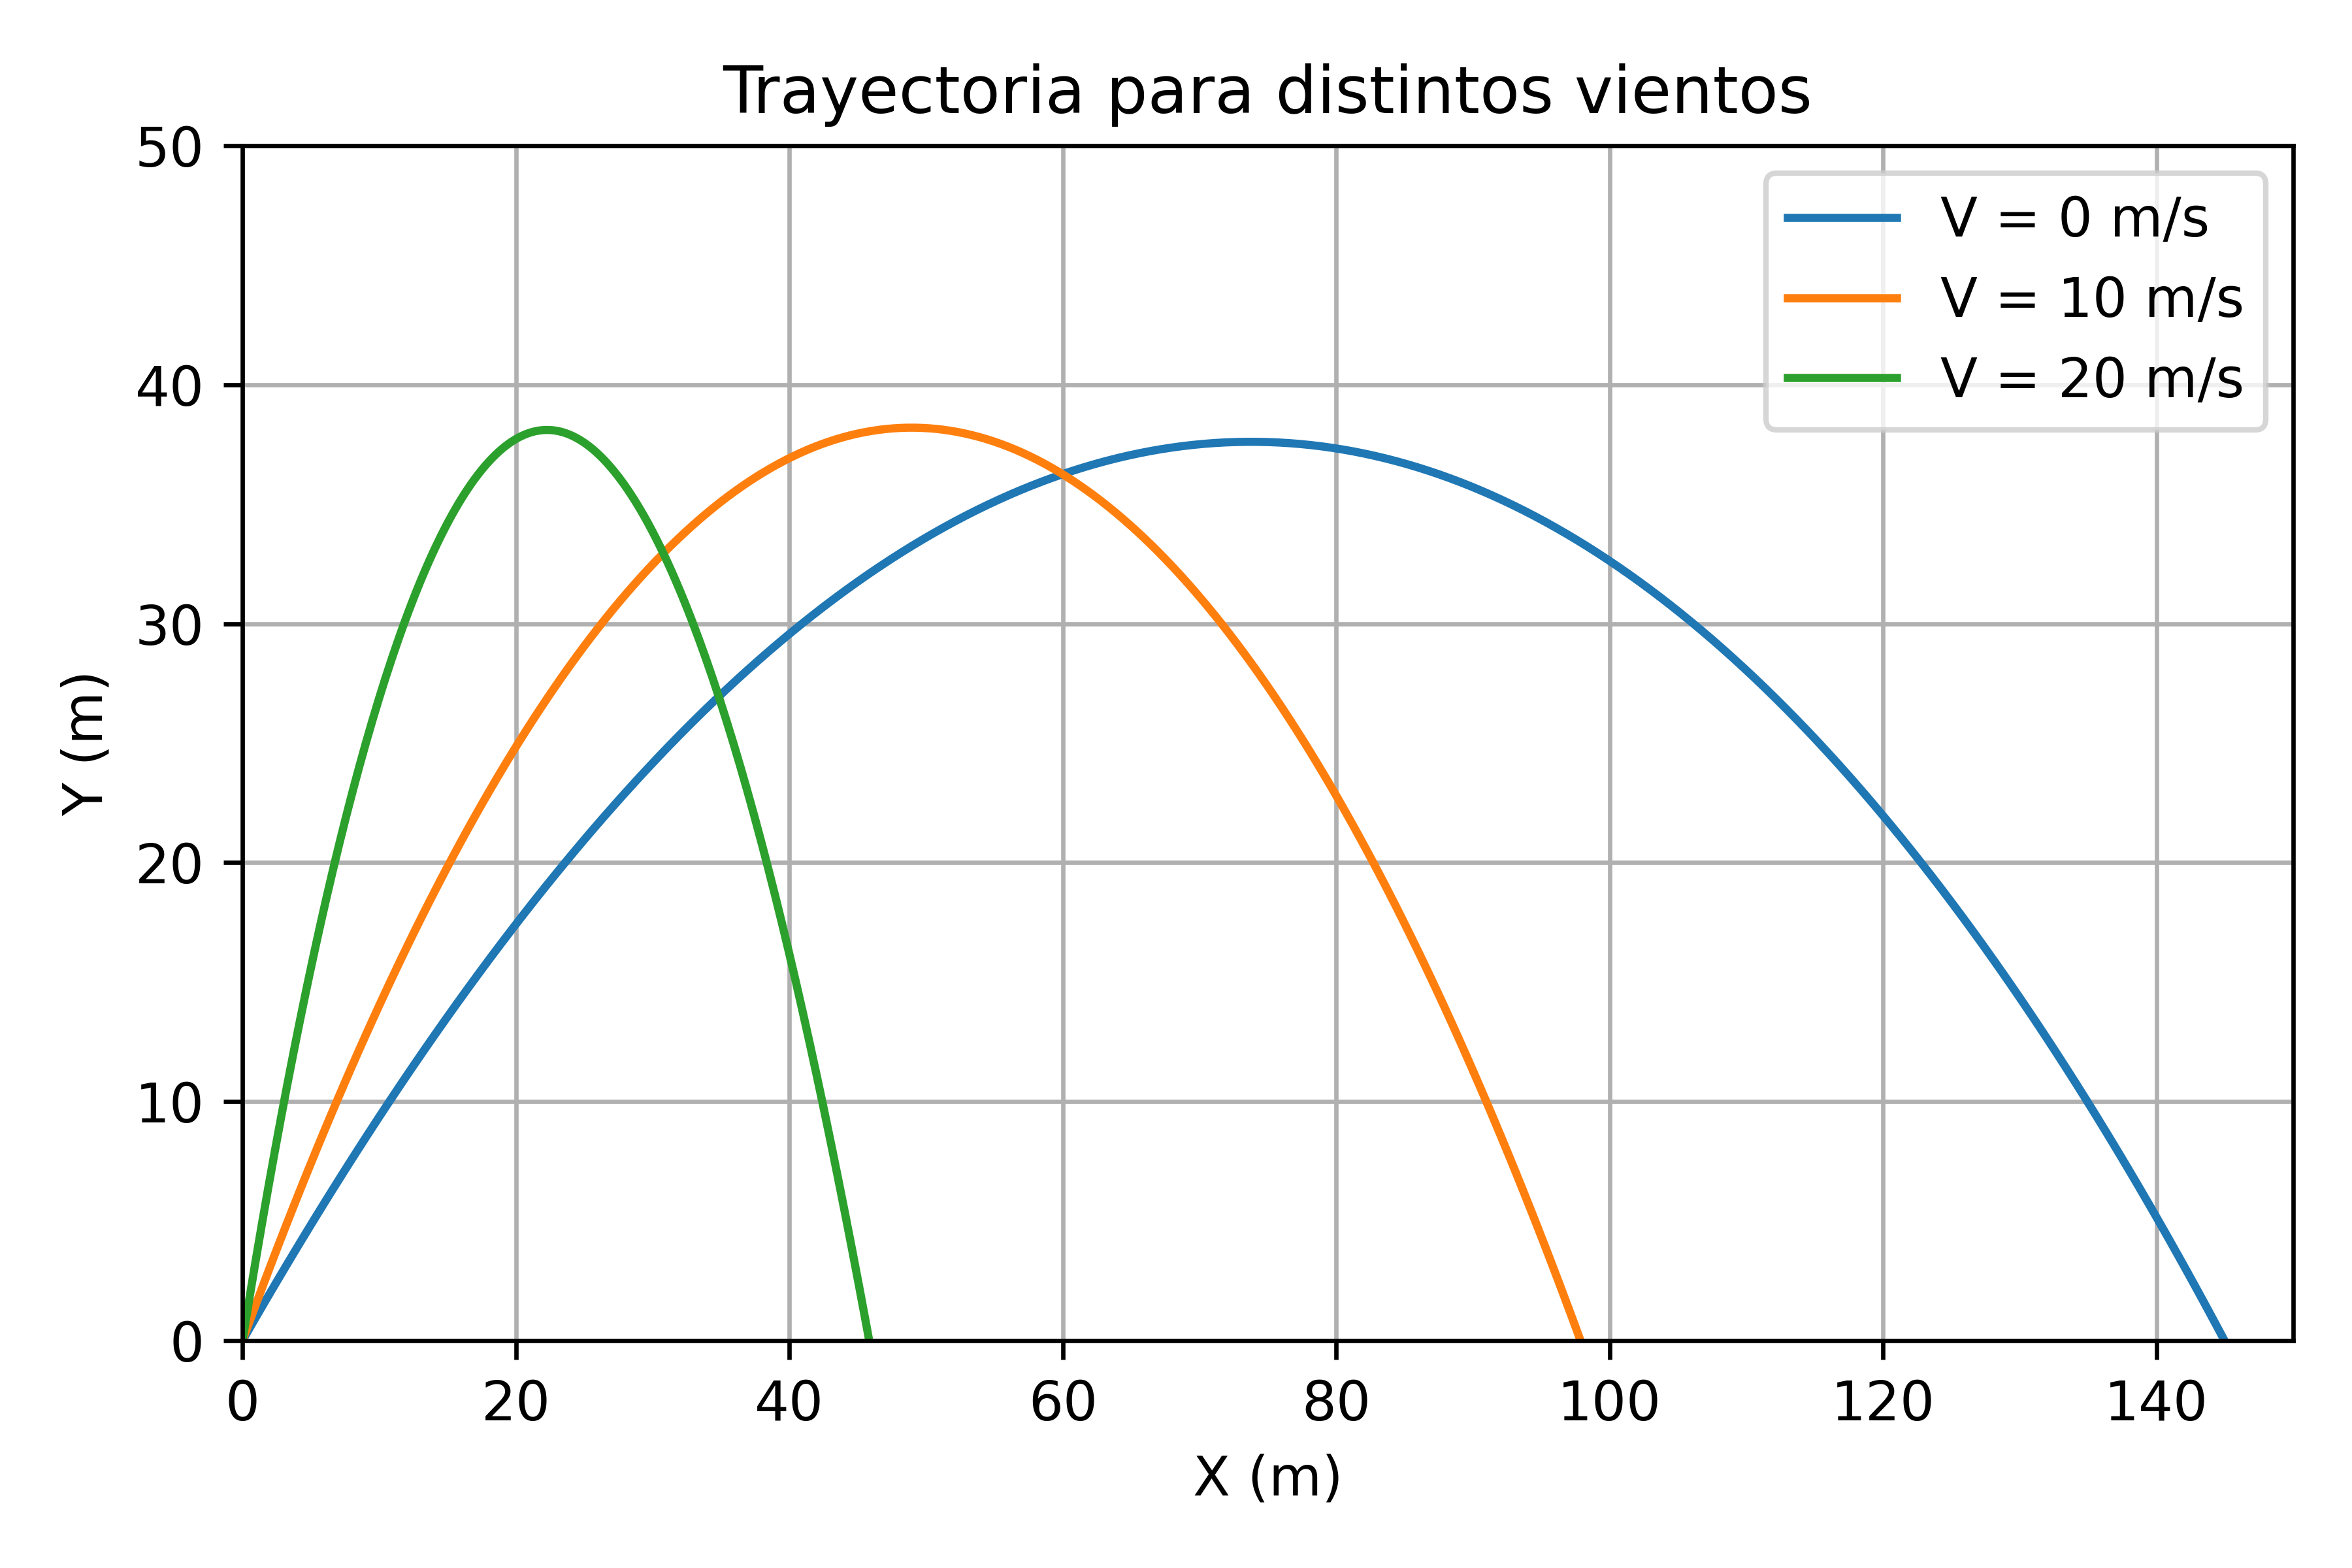 Trayectoria para distintos vientos
50
40
30
20
10
0
Y (m)
V = 0 m/s
V = 10 m/s
V = 20 m/s
0 20 40 60 80 100 120 140
X (m)